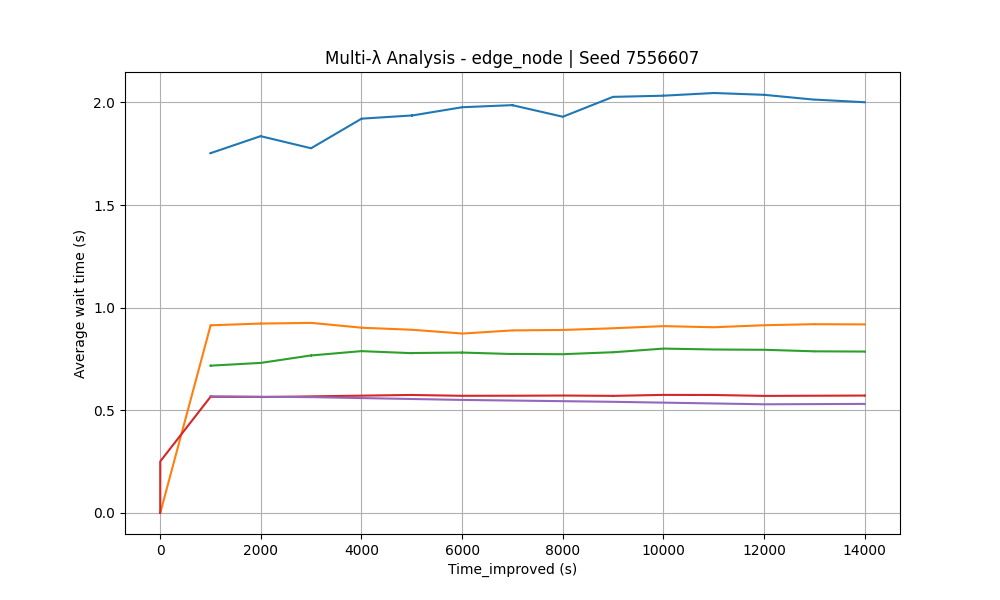 Multi-λ Analysis - edge_node | Seed 7556607
Average wait time (s)
2.0
1.5
1.0
0.5
0.0
0 2000 4000 6000 8000 10000 12000 14000
Time_improved (s)